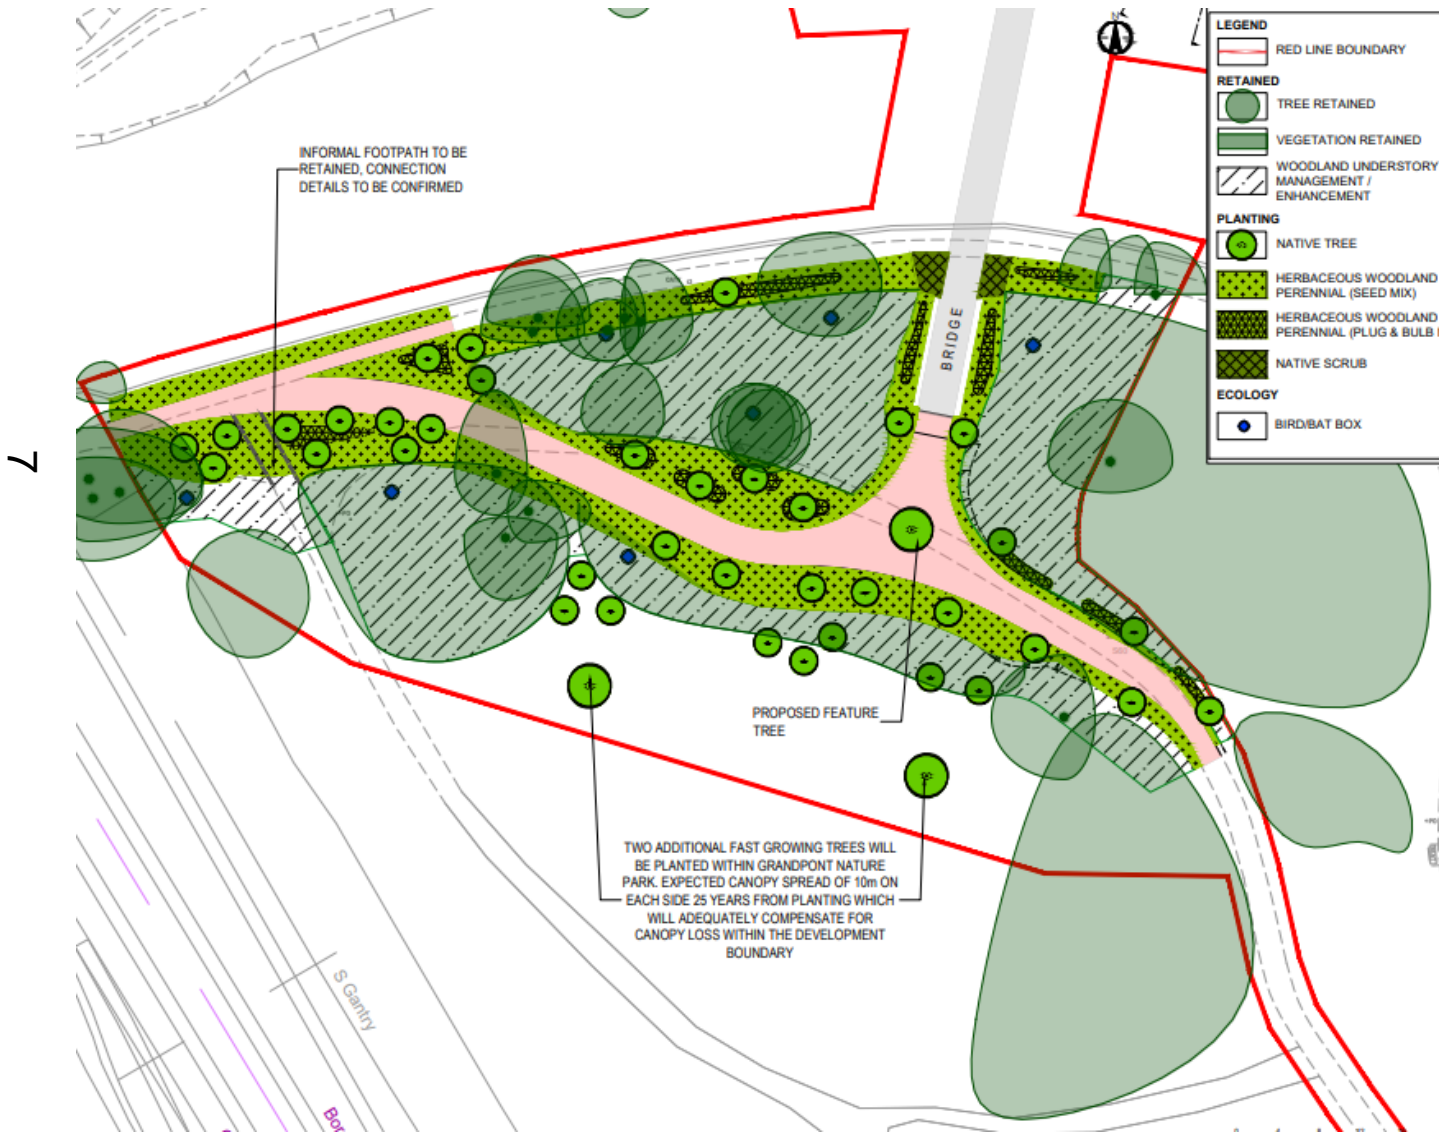 N
LEGEND
RED LINE BOUNDARY
RETAINED
TREE RETAINED
VEGETATION RETAINED
WOODLAND UNDERSTORY
MANAGEMENT /
ENHANCEMENT
PLANTING
NATIVE TREE
HERBACEOUS WOODLAND
PERENNIAL (SEED MIX)
HERBACEOUS WOODLAND
PERENNIAL (PLUG & BULB
NATIVE SCRUB
ECOLOGY
BIRD/BAT BOX
INFORMAL FOOTPATH TO BE
RETAINED, CONNECTION
DETAILS TO BE CONFIRMED
BRIDGE
7
PROPOSED FEATURE
TREE
TWO ADDITIONAL FAST GROWING TREES WILL
BE PLANTED WITHIN GRANDPONT NATURE
PARK. EXPECTED CANOPY SPREAD OF 10m ON
EACH SIDE 25 YEARS FROM PLANTING WHICH
WILL ADEQUATELY COMPENSATE FOR
CANOPY LOSS WITHIN THE DEVELOPMENT
BOUNDARY
S Gantry